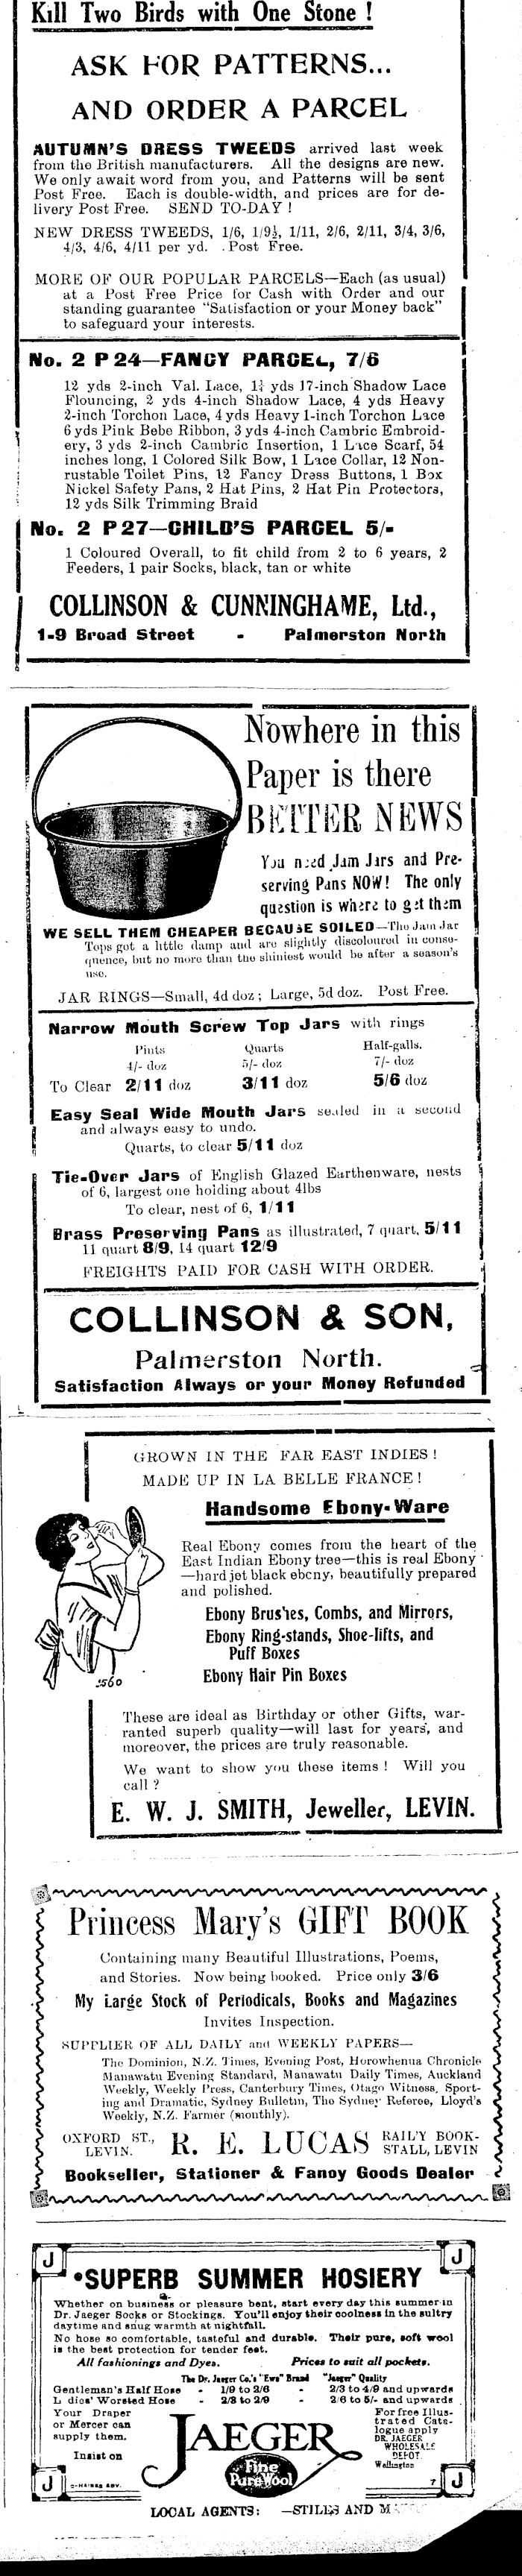 Kill Two Birds with One Stone !
ASK FOR PATTERNS...
AND ORDER A PARCEL
AUTUMN'S DRESS TWEEDS arrived last week
from the British manufacturers. All the designs are new.
We only await word from you, and Patterns will be sent
Post Free. Each is double-width, and prices are for de-
livery Post Free. SEND TO-DAY !
NEW DRESS TWEEDS, 1/6, 1/9½, 1/11, 2/6, 2/11, 3/4, 3/6,
4/3, 4/6, 4/11 per yd. . Post Free.
MORE OF OUR POPULAR PARCELS—Each (as usual)
at a Post Free Price for Cash with Order and our
standing guarantee "Satisfaction or your Money back"
to safeguard your interests.
No. 2 P 24—FANCY PARCEL, 7/6
12 yds 2-inch Val. Lace, 1¼ yds 17-inch Shadow Lace
Flouncing, 2 yds 4-inch Shadow Lace, 4 yds Heavy
2-inch Torchon Lace, 4 yds Heavy 1-inch Torchon Lace
6 yds Pink Bebe Ribbon, 3 yds 4-inch Cambric Embroid-
ery, 3 yds 2-inch Cambric Insertion, 1 Lace Scarf, 54
inches long, 1 Colored Silk Bow, 1 Lace Collar, 12 Non-
rustable Toilet Pins, 12 Fancy Dress Buttons, 1 Box
Nickel Safety Pans, 2 Hat Pins, 2 Hat Pin Protectors,
12 yds Silk Trimming Braid
No. 2 P 27—CHILD'S PARCEL 5/-
1 Coloured Overall, to fit child from 2 to 6 years, 2
Feeders, 1 pair Socks, black, tan or white
COLLINSON & CUNNINGHAME, Ltd.,
1-9 Broad Street - Palmerston North
Nowhere in this
Paper is there
BETTER NEWS
You need Jam Jars and Pre-
serving Pans NOW! The only
question is where to get them
WE SELL THEM CHEAPER BECAUSE SOILED—The Jam Jar
Tops got a little damp and are slightly discoloured in conse-
quence, but no more than the shiniest would be after a season's
use.
JAR RINGS—Small, 4d doz; Large, 5d doz. Post Free.
Narrow Mouth Screw Top Jars with rings
Pints Quarts Half-galls.
4/- doz 5/- doz 7/- doz
To Clear 2/11 doz 3/11 doz 5/6 doz
Easy Seal Wide Mouth Jars sealed in a second
and always easy to undo.
Quarts, to clear 5/11 doz
Tie-Over Jars of English Glazed Earthenware, nests
of 6, largest one holding about 4lbs
To clear, nest of 6, 1/11
Brass Preserving Pans as illustrated, 7 quart, 5/11
11 quart 8/9, 14 quart 12/9
FREIGHTS PAID FOR CASH WITH ORDER.
COLLINSON & SON,
Palmerston North.
Satisfaction Always or your Money Refunded
GROWN IN THE FAR EAST INDIES !
MADE UP IN LA BELLE FRANCE !
Handsome Ebony-Ware
Real Ebony comes from the heart of the
East Indian Ebony tree—this is real Ebony
—hard jet black ebony, beautifully prepared
and polished.
Ebony Brushes, Combs, and Mirrors,
Ebony Ring-stands, Shoe-lifts, and
Puff Boxes
Ebony Hair Pin Boxes
560
These are ideal as Birthday or other Gifts, war-
ranted superb quality—will last for years, and
moreover, the prices are truly reasonable.
We want to show you these items ! Will you
call ?
E. W. J. SMITH, Jeweller, LEVIN.
Princess Mary's GIFT BOOK
Containing many Beautiful Illustrations, Poems,
and Stories. Now being booked. Price only 3/6
My Large Stock of Periodicals, Books and Magazines
Invites Inspection.
SUPPLIER OF ALL DAILY and WEEKLY PAPERS—
The Dominion, N.Z. Times, Evening Post, Horowhenua Chronicle
Manawatu Evening Standard, Manawatu Daily Times, Auckland
Weekly, Weekly Press, Canterbury Times, Otago Witness, Sport-
ing and Dramatic, Sydney Bulletin, The Sydney Referee, Lloyd's
Weekly, N.Z. Farmer (monthly).
OXFORD ST., LEVIN. R. E. LUCAS RAIL'Y BOOK-
STALL, LEVIN
Bookseller, Stationer & Fancy Goods Dealer
J J
SUPERB SUMMER HOSIERY
Whether on business or pleasure bent, start every day this summer in
Dr. Jaeger Socks or Stockings. You'll enjoy their coolness in the sultry
daytime and snug warmth at nightfall.
No hose so comfortable, tasteful and durable. Their pure, soft wool
is the best protection for tender feet.
All fashionings and Dyes. Prices to suit all pockets.
The Dr. Jaeger Co.'s "Ewe" Brand "Jaeger" Quality
Gentleman's Half Hose - 1/9 to 2/6 - 2/3 to 4/9 and upwards
L dies' Worsted Hose - 2/8 to 2/9 - 2/6 to 5/- and upwards
Your Draper
or Mercer can
supply them.
Insist on
JAEGER
Fine
Pure Wool
For free Illus-
trated Cata-
logue apply
DR. JAEGER
WHOLESALE
DEPOT
Wellington
J 7 J
LOCAL AGENTS: —STILES AND